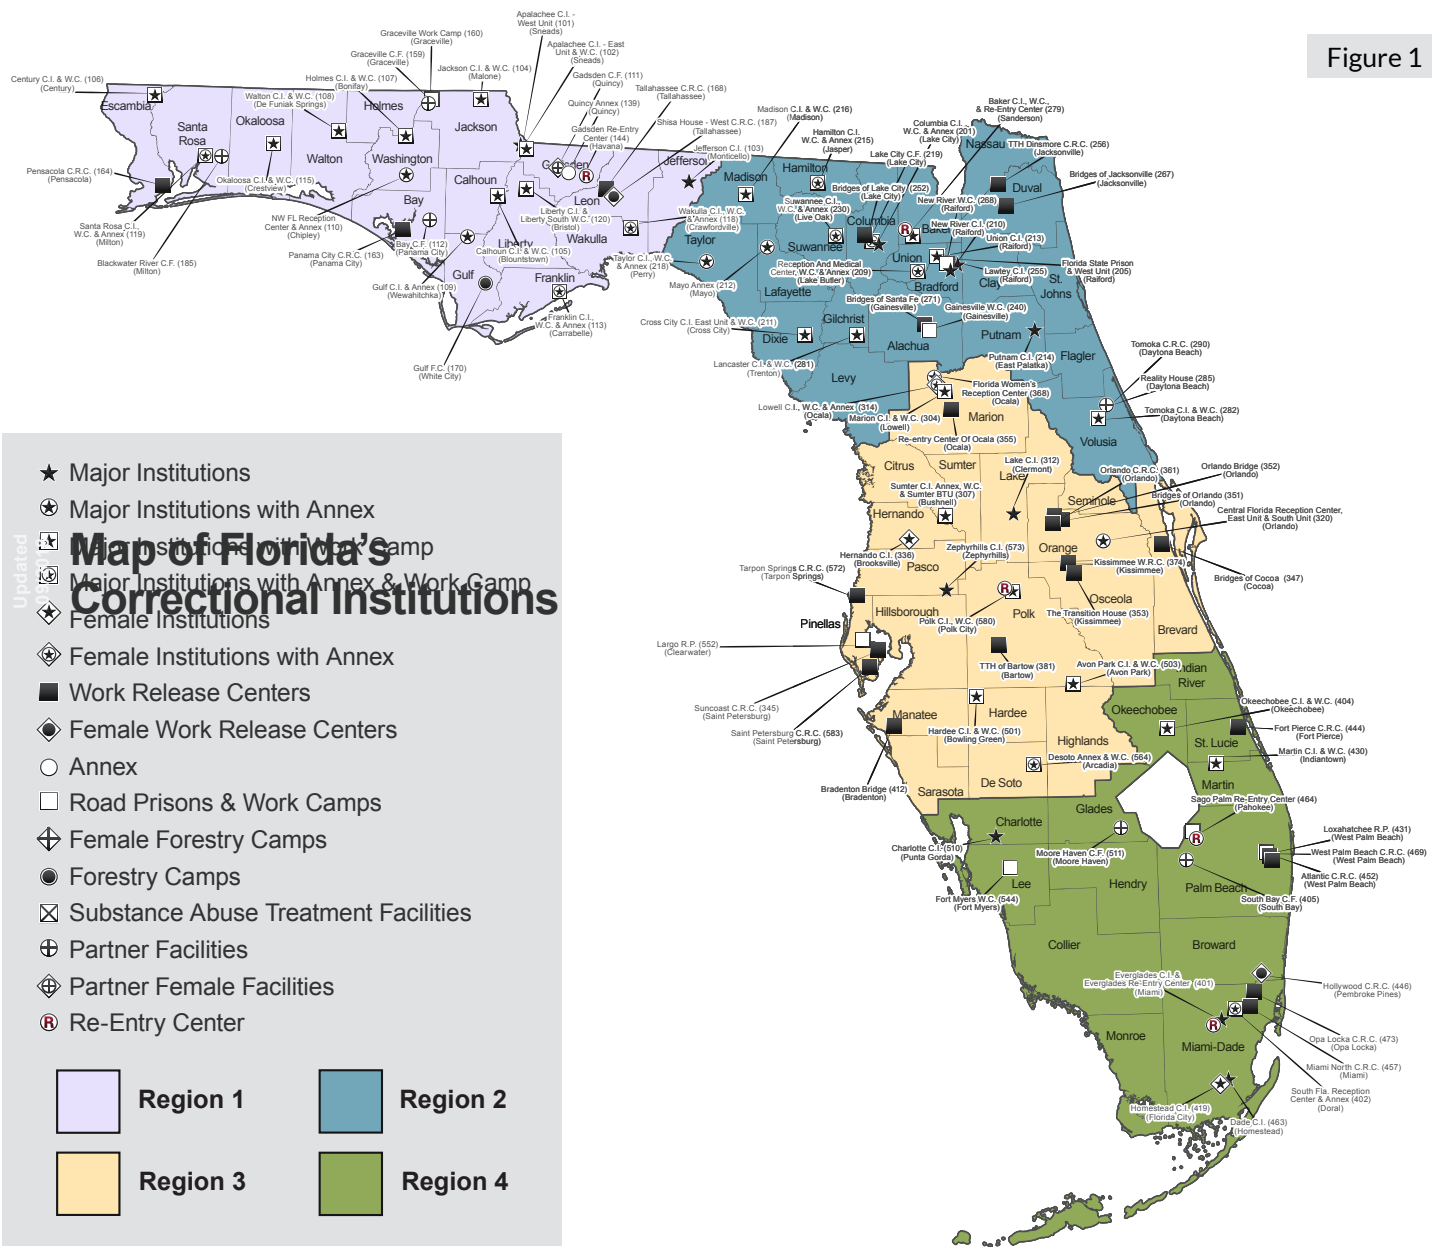 Figure 1
Graceville Work Camp (160)
(Graceville)
Graceville C.F. (159)
(Graceville)
Apalachee C.I. -
West Unit (101)
(Sneads)
Apalachee C.I. - East
Unit & W.C. (102)
(Sneads)
Century C.I. & W.C. (106)
(Century)
Holmes C.I. & W.C. (107)
(Bonifay)
Jackson C.I. & W.C. (104)
(Malone)
Gadsden C.F. (111)
(Quincy)
Tallahassee C.R.C. (168)
(Tallahassee)
Walton C.I. & W.C. (108)
(De Funiak Springs)
Quincy Annex (139)
(Quincy)
Shisa House - West C.R.C. (187)
(Tallahassee)
Gadsden Re-Entry
Center (144)
(Havana)
Jefferson C.I. (103)
(Monticello)
Madison C.I. & W.C. (216)
(Madison)
Hamilton C.I.
W.C. & Annex (215)
(Jasper)
Columbia C.I.
W.C. & Annex (201)
(Lake City)
Baker C.I., W.C.,
& Re-Entry Center (279)
(Sanderson)
Lake City C.F. (219)
(Lake City)
TTH Dinsmore C.R.C. (256)
(Jacksonville)
Bridges of Jacksonville (267)
(Jacksonville)
Bridges of Lake City (252)
(Lake City)
New River W.C. (268)
(Raiford)
New River C.I. (210)
(Raiford)
Union C.I. (213)
(Raiford)
Florida State Prison
& West Unit (205)
(Raiford)
Lawtey C.I. (255)
(Raiford)
Escambia
Santa
Rosa
Okaloosa
Walton
Holmes
Washington
Jackson
Calhoun
Bay
Gulf
Liberty
Gadsden
Leon
Wakulla
Franklin
Jefferson
Pensacola C.R.C. (164)
(Pensacola)
Okaloosa C.I. & W.C. (115)
(Crestview)
Santa Rosa C.I.,
W.C. & Annex (119)
(Milton)
Blackwater River C.F. (185)
(Milton)
NW FL Reception
Center & Annex (110)
(Chipley)
Panama City C.R.C. (163)
(Panama City)
Bay C.F. (112)
(Panama City)
Gulf C.I. & Annex (109)
(Wewahitchka)
Calhoun C.I. & W.C. (105)
(Blountstown)
Liberty C.I. &
Liberty South W.C. (120)
(Bristol)
Wakulla C.I., W.C.
& Annex (118)
(Crawfordville)
Franklin C.I.,
W.C. & Annex (113)
(Carrabelle)
Gulf F.C. (170)
(White City)
Madison
Hamilton
Taylor
Suwannee
Columbia
Lafayette
Dixie
Gilchrist
Levy
Alachua
Union
Bradford
Baker
Nassau
Duval
Clay
St.
Johns
Putnam
Flagler
Volusia
Suwannee C.I.,
W.C. & Annex (230)
(Live Oak)
Taylor C.I., W.C.
& Annex (218)
(Perry)
Mayo Annex (212)
(Mayo)
Reception And Medical
Center, W.C. & Annex (209)
(Lake Butler)
Cross City C.I. East Unit & W.C. (211)
(Cross City)
Bridges of Santa Fe (271)
(Gainesville)
Gainesville W.C. (240)
(Gainesville)
Lancaster C.I. & W.C. (281)
(Trenton)
Putnam C.I. (214)
(East Palatka)
Tomoka C.R.C. (290)
(Daytona Beach)
Reality House (285)
(Daytona Beach)
Tomoka C.I. & W.C. (282)
(Daytona Beach)
Florida Women's
Reception Center (368)
(Ocala)
Lowell C.I., W.C. & Annex (314)
(Ocala)
Marion C.I. & W.C. (304)
(Lowell)
Re-entry Center Of Ocala (355)
(Ocala)
Marion
Citrus
Sumter
Lake
Seminole
Hernando
Pasco
Orange
Osceola
Hillsborough
Pinellas
Polk
Brevard
Manatee
Hardee
Highlands
De Soto
Sarasota
Lake C.I. (312)
(Clermont)
Sumter C.I. Annex, W.C.
& Sumter BTU (307)
(Bushnell)
Orlando C.R.C. (361)
(Orlando)
Orlando Bridge (352)
(Orlando)
Bridges of Orlando (351)
(Orlando)
Central Florida Reception Center,
East Unit & South Unit (320)
(Orlando)
Hernando C.I. (336)
(Brooksville)
Zephyrhills C.I. (573)
(Zephyrhills)
Kissimmee W.R.C. (374)
(Kissimmee)
Bridges of Cocoa (347)
(Cocoa)
Tarpon Springs C.R.C. (572)
(Tarpon Springs)
Polk C.I., W.C. (580)
(Polk City)
The Transition House (353)
(Kissimmee)
Largo R.P. (552)
(Clearwater)
TTH of Bartow (381)
(Bartow)
Avon Park C.I. & W.C. (503)
(Avon Park)
Suncoast C.R.C. (345)
(Saint Petersburg)
Saint Petersburg C.R.C. (583)
(Saint Petersburg)
Hardee C.I. & W.C. (501)
(Bowling Green)
Desoto Annex & W.C. (564)
(Arcadia)
Bradenton Bridge (412)
(Bradenton)
Indian
River
Okeechobee
St. Lucie
Martin
Glades
Charlotte
Lee
Hendry
Palm Beach
Collier
Broward
Monroe
Miami-Dade
Okeechobee C.I. & W.C. (404)
(Okeechobee)
Fort Pierce C.R.C. (444)
(Fort Pierce)
Martin C.I. & W.C. (430)
(Indiantown)
Sago Palm Re-Entry Center (464)
(Pahokee)
Loxahatchee R.P. (431)
(West Palm Beach)
West Palm Beach C.R.C. (469)
(West Palm Beach)
Atlantic C.R.C. (452)
(West Palm Beach)
South Bay C.F. (405)
(South Bay)
Charlotte C.I. (510)
(Punta Gorda)
Moore Haven C.F. (511)
(Moore Haven)
Fort Myers W.C. (544)
(Fort Myers)
Everglades C.I. &
Everglades Re-Entry Center (401)
(Miami)
Hollywood C.R.C. (446)
(Pembroke Pines)
Opa Locka C.R.C. (473)
(Opa Locka)
Miami North C.R.C. (457)
(Miami)
South Fla. Reception
Center & Annex (402)
(Doral)
Homestead C.I. (419)
(Florida City)
Dade C.I. (463)
(Homestead)
R
R
R
R
R
Major Institutions
Major Institutions with Annex
Major Institutions with Work Camp
Major Institutions with Annex & Work Camp
Map of Florida's
Correctional Institutions
Updated
Female Institutions
Female Institutions with Annex
Work Release Centers
Female Work Release Centers
Annex
Road Prisons & Work Camps
Female Forestry Camps
Forestry Camps
Substance Abuse Treatment Facilities
Partner Facilities
Partner Female Facilities
R Re-Entry Center
Region 1
Region 2
Region 3
Region 4